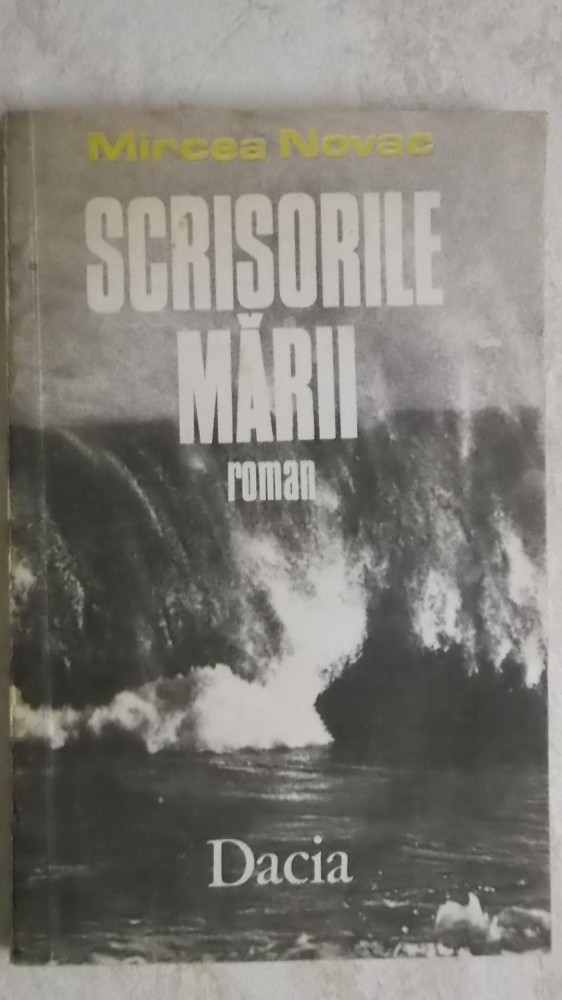 Mircea Novac
SCRISORILE
MĂRII
roman
Dacia